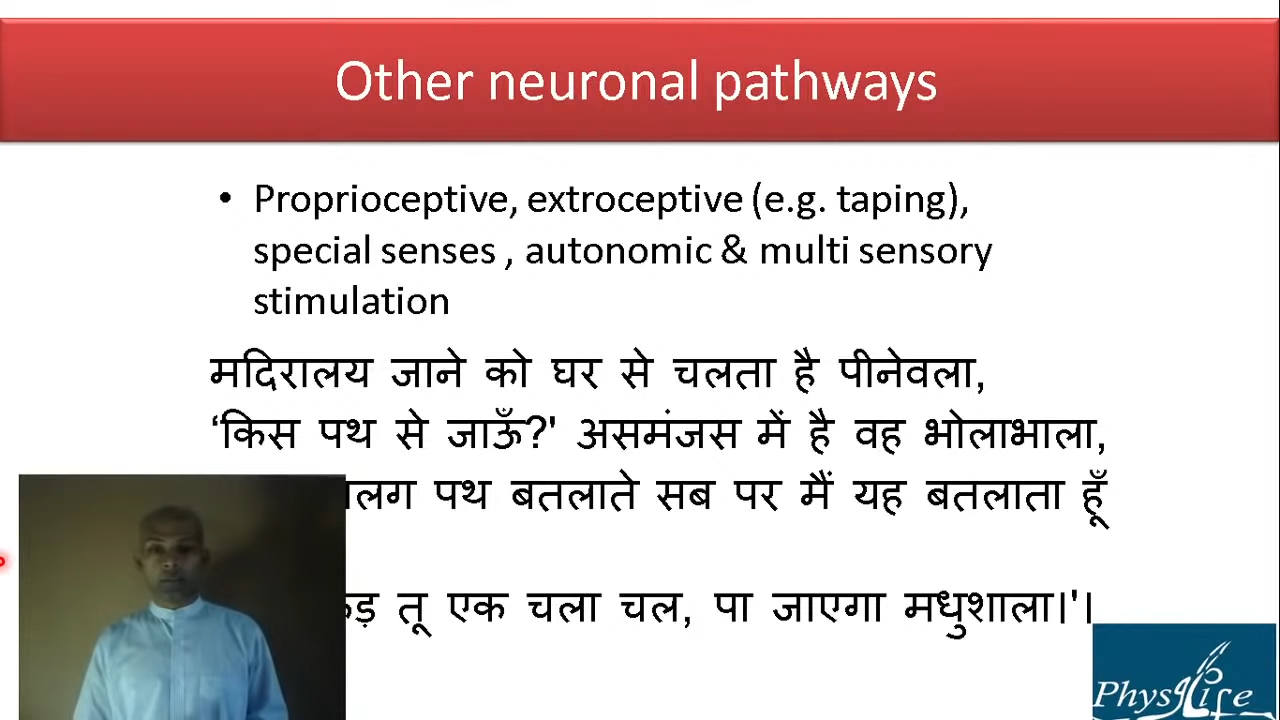 Other neuronal pathways
• Proprioceptive, extroceptive (e.g. taping),
special senses , autonomic & multi sensory
stimulation
मदिरालय जाने को घर से चलता है पीनेवला,
‘किस पथ से जाऊँ?' असमंजस में है वह भोलाभाला,
पथ बतलाते सब पर मैं यह बतलाता हूँ
तू एक चला चल, पा जाएगा मधुशाला।'।
PhysLife